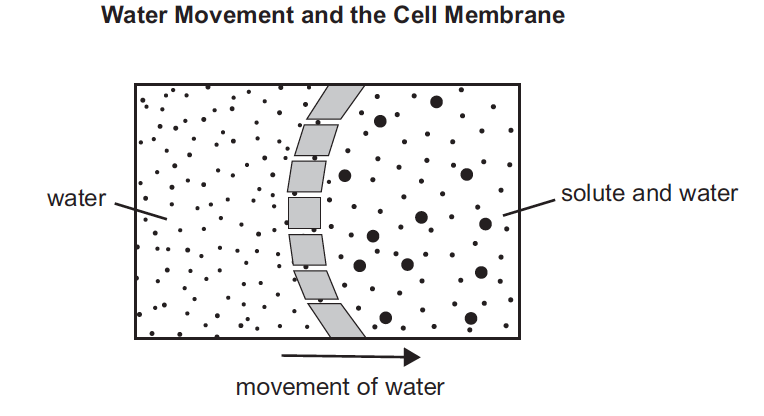 Water Movement and the Cell Membrane
water
solute and water
movement of water